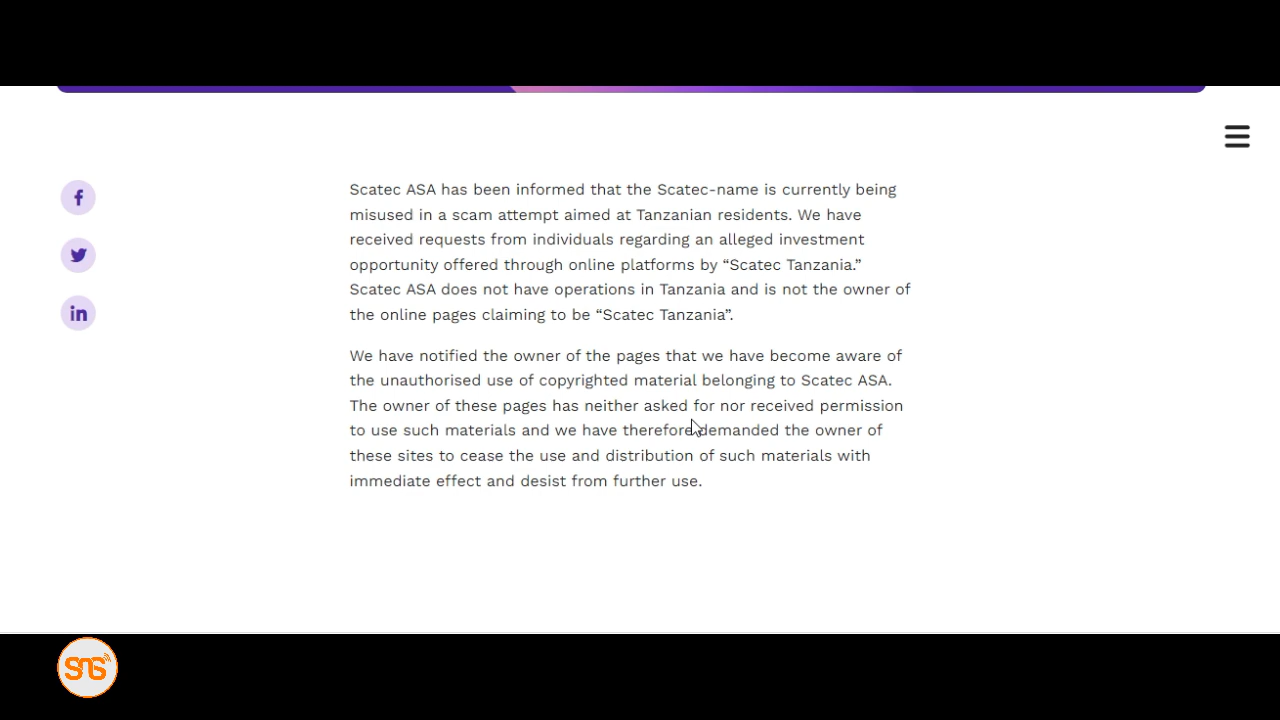 Scatec ASA has been informed that the Scatec-name is currently being
misused in a scam attempt aimed at Tanzanian residents. We have
received requests from individuals regarding an alleged investment
opportunity offered through online platforms by “Scatec Tanzania.”
Scatec ASA does not have operations in Tanzania and is not the owner of
the online pages claiming to be “Scatec Tanzania”.
We have notified the owner of the pages that we have become aware of
the unauthorised use of copyrighted material belonging to Scatec ASA.
The owner of these pages has neither asked for nor received permission
to use such materials and we have therefore demanded the owner of
these sites to cease the use and distribution of such materials with
immediate effect and desist from further use.
SNS